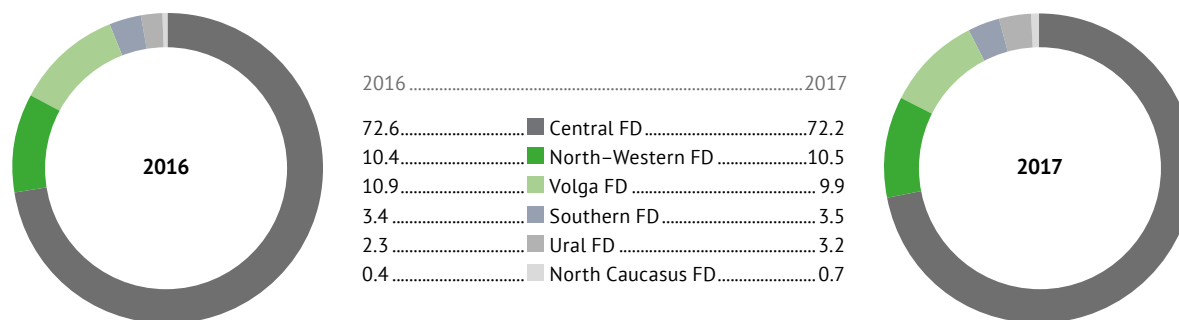 2016
2016 2017
72.6 Central FD 72.2
10.4 North–Western FD 10.5
10.9 Volga FD 9.9
3.4 Southern FD 3.5
2.3 Ural FD 3.2
0.4 North Caucasus FD 0.7
2017